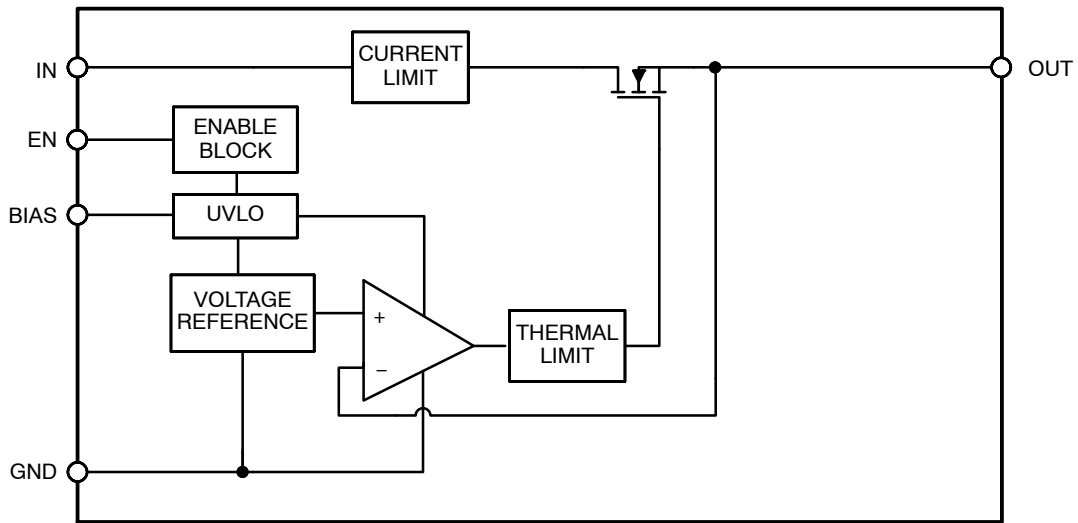 IN
CURRENT
LIMIT
OUT
EN
ENABLE
BLOCK
BIAS
UVLO
VOLTAGE
REFERENCE
+
−
THERMAL
LIMIT
GND